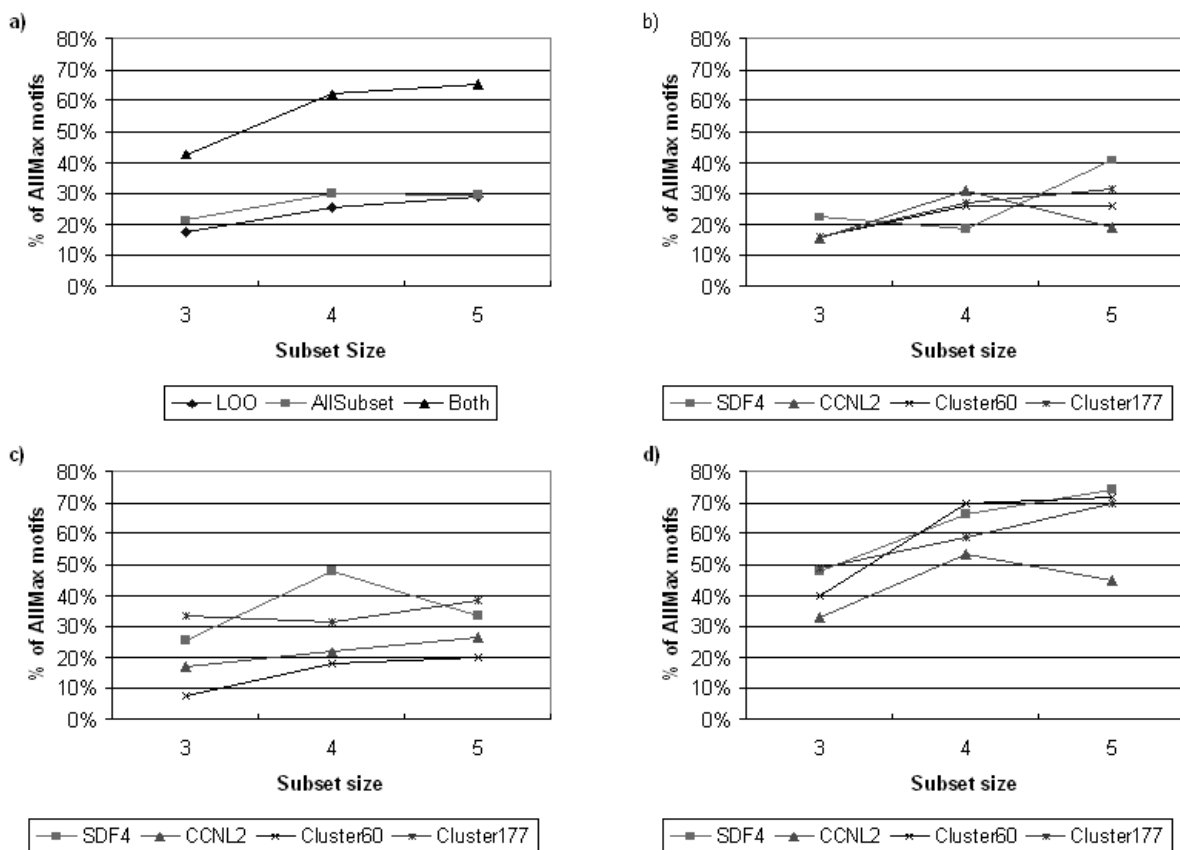 a)
80%
70%
60%
50%
40%
30%
20%
10%
0%
% of AllMax motifs
3 4 5
Subset Size
LOO AllSubset Both
b)
80%
70%
60%
50%
40%
30%
20%
10%
0%
% of AllMax motifs
3 4 5
Subset size
SDF4 CCNL2 Cluster60 Cluster177
c)
80%
70%
60%
50%
40%
30%
20%
10%
0%
% of AllMax motifs
3 4 5
Subset size
SDF4 CCNL2 Cluster60 Cluster177
d)
80%
70%
60%
50%
40%
30%
20%
10%
0%
% of AllMax motifs
3 4 5
Subset size
SDF4 CCNL2 Cluster60 Cluster177